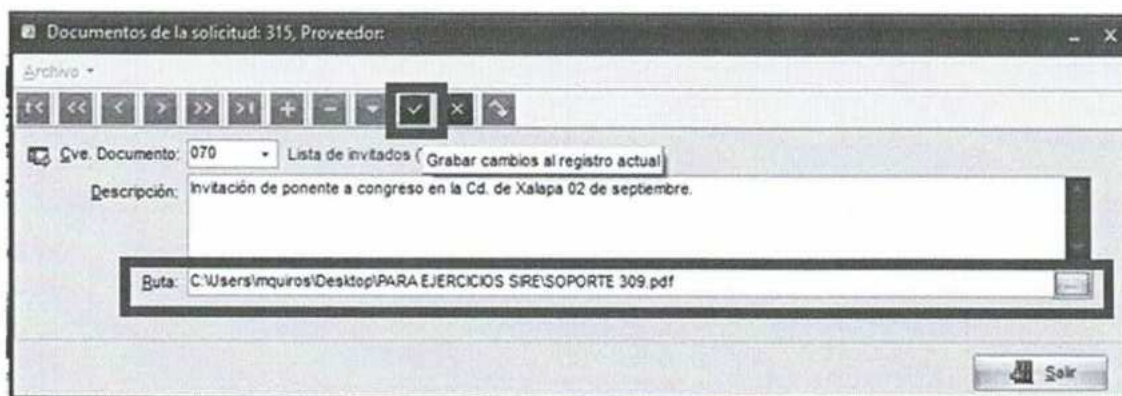 Documentos de la solicitud: 315, Proveedor:
Archivo
Cve. Documento: 070 Lista de invitados (
Grabar cambios al registro actual
Descripción: Invitación de ponente a congreso en la Cd. de Xalapa 02 de septiembre.
Ruta: C:\Users\mquiros\Desktop\PARA EJERCICIOS SIRE\SOPORTE 309.pdf
Salir